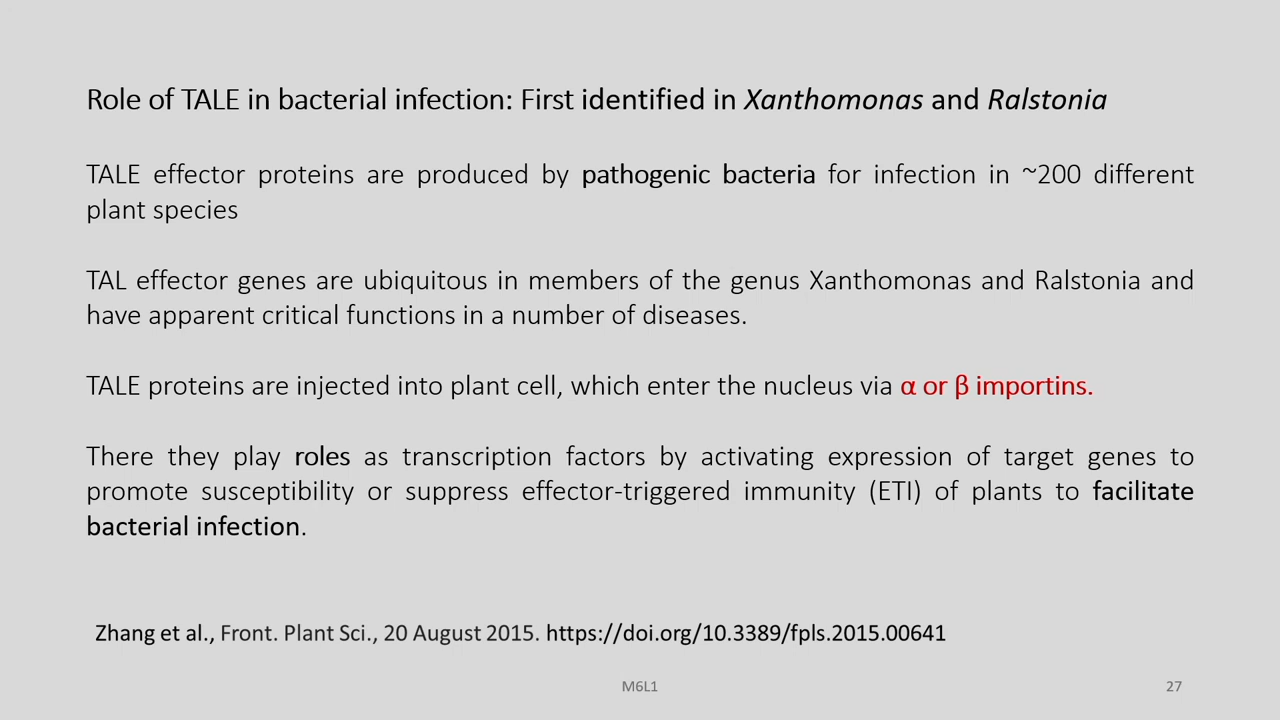 Role of TALE in bacterial infection: First identified in Xanthomonas and Ralstonia
TALE effector proteins are produced by pathogenic bacteria for infection in ~200 different
plant species
TAL effector genes are ubiquitous in members of the genus Xanthomonas and Ralstonia and
have apparent critical functions in a number of diseases.
TALE proteins are injected into plant cell, which enter the nucleus via α or β importins.
There they play roles as transcription factors by activating expression of target genes to
promote susceptibility or suppress effector-triggered immunity (ETI) of plants to facilitate
bacterial infection.
Zhang et al., Front. Plant Sci., 20 August 2015. https://doi.org/10.3389/fpls.2015.00641
M6L1
27